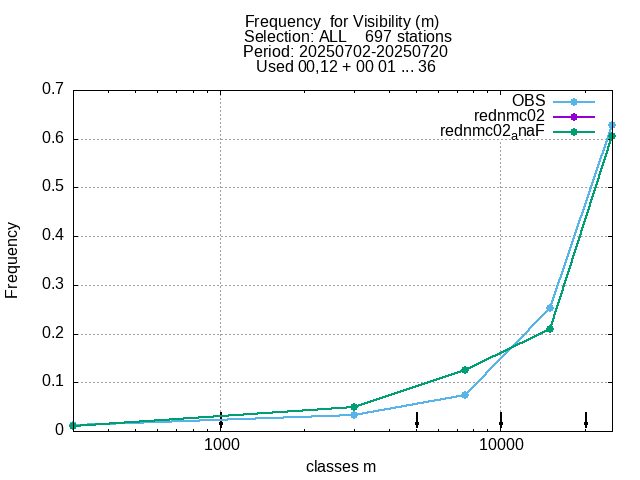 Frequency  for Visibility (m)
Selection: ALL    697 stations
Period: 20250702-20250720
Used 00,12 + 00 01 ... 36
OBS
rednmc02
rednmc02anaF
0.7
0.6
0.5
0.4
0.3
0.2
0.1
0
Frequency
1000
10000
classes m